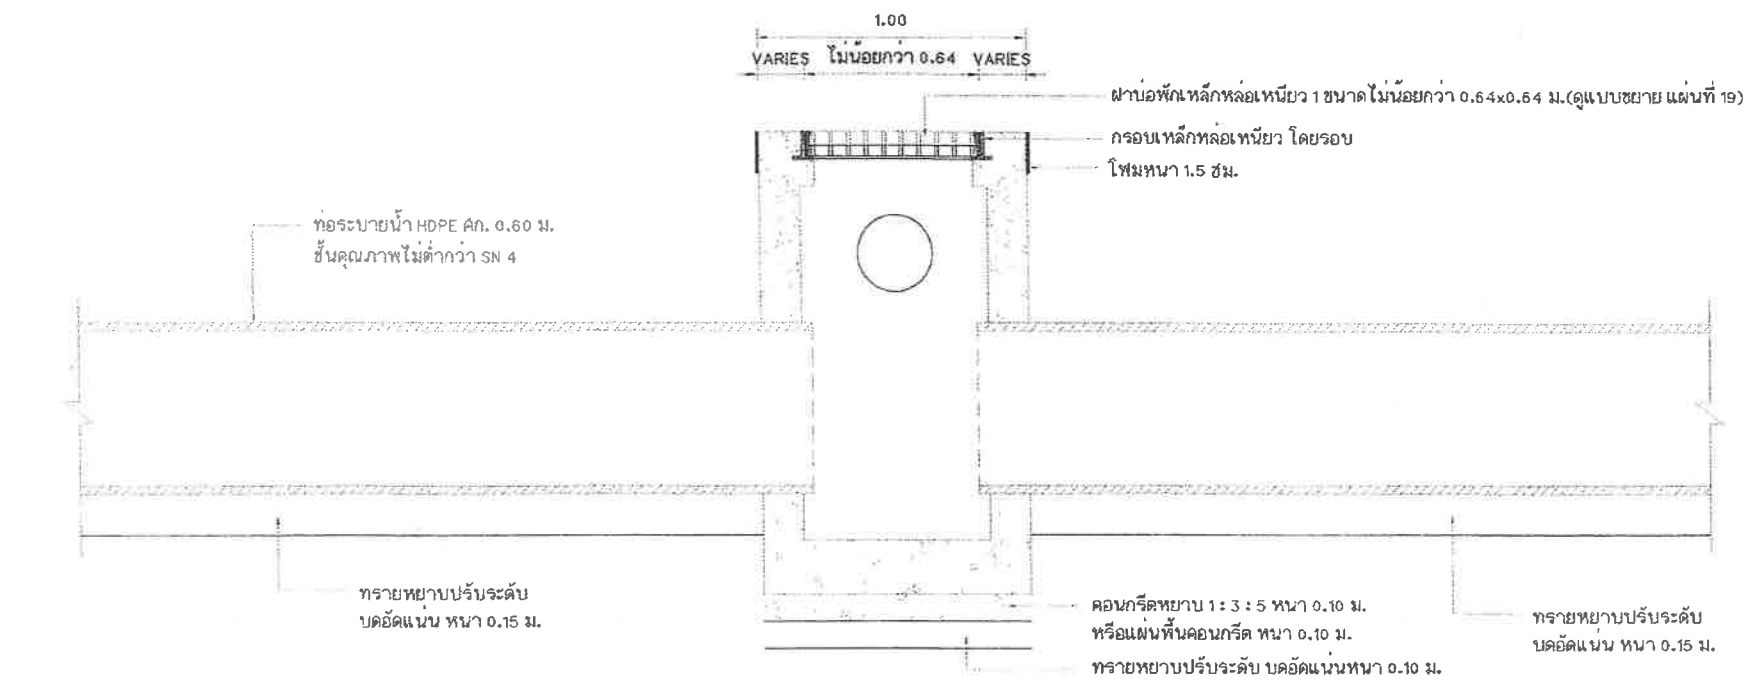 1.00
VARIES ไม่น้อยกว่า 0.64 VARIES
ฝาบ่อพักเหล็กหล่อเหนียว 1 ขนาดไม่น้อยกว่า 0.64x0.64 ม.(ดูแบบขยาย แผ่นที่ 19)
กรอบเหล็กหล่อเหนียว โดยรอบ
โฟมหนา 1.5 ซม.
ท่อระบายน้ำ HDPE ศก. 0.60 ม.
ชั้นคุณภาพไม่ต่ำกว่า SN 4
ทรายหยาบปรับระดับ
บดอัดแน่น หนา 0.15 ม.
คอนกรีตหยาบ 1 : 3 : 5 หนา 0.10 ม.
หรือแผ่นพื้นคอนกรีต หนา 0.10 ม.
ทรายหยาบปรับระดับ บดอัดแน่นหนา 0.10 ม.
ทรายหยาบปรับระดับ
บดอัดแน่น หนา 0.15 ม.